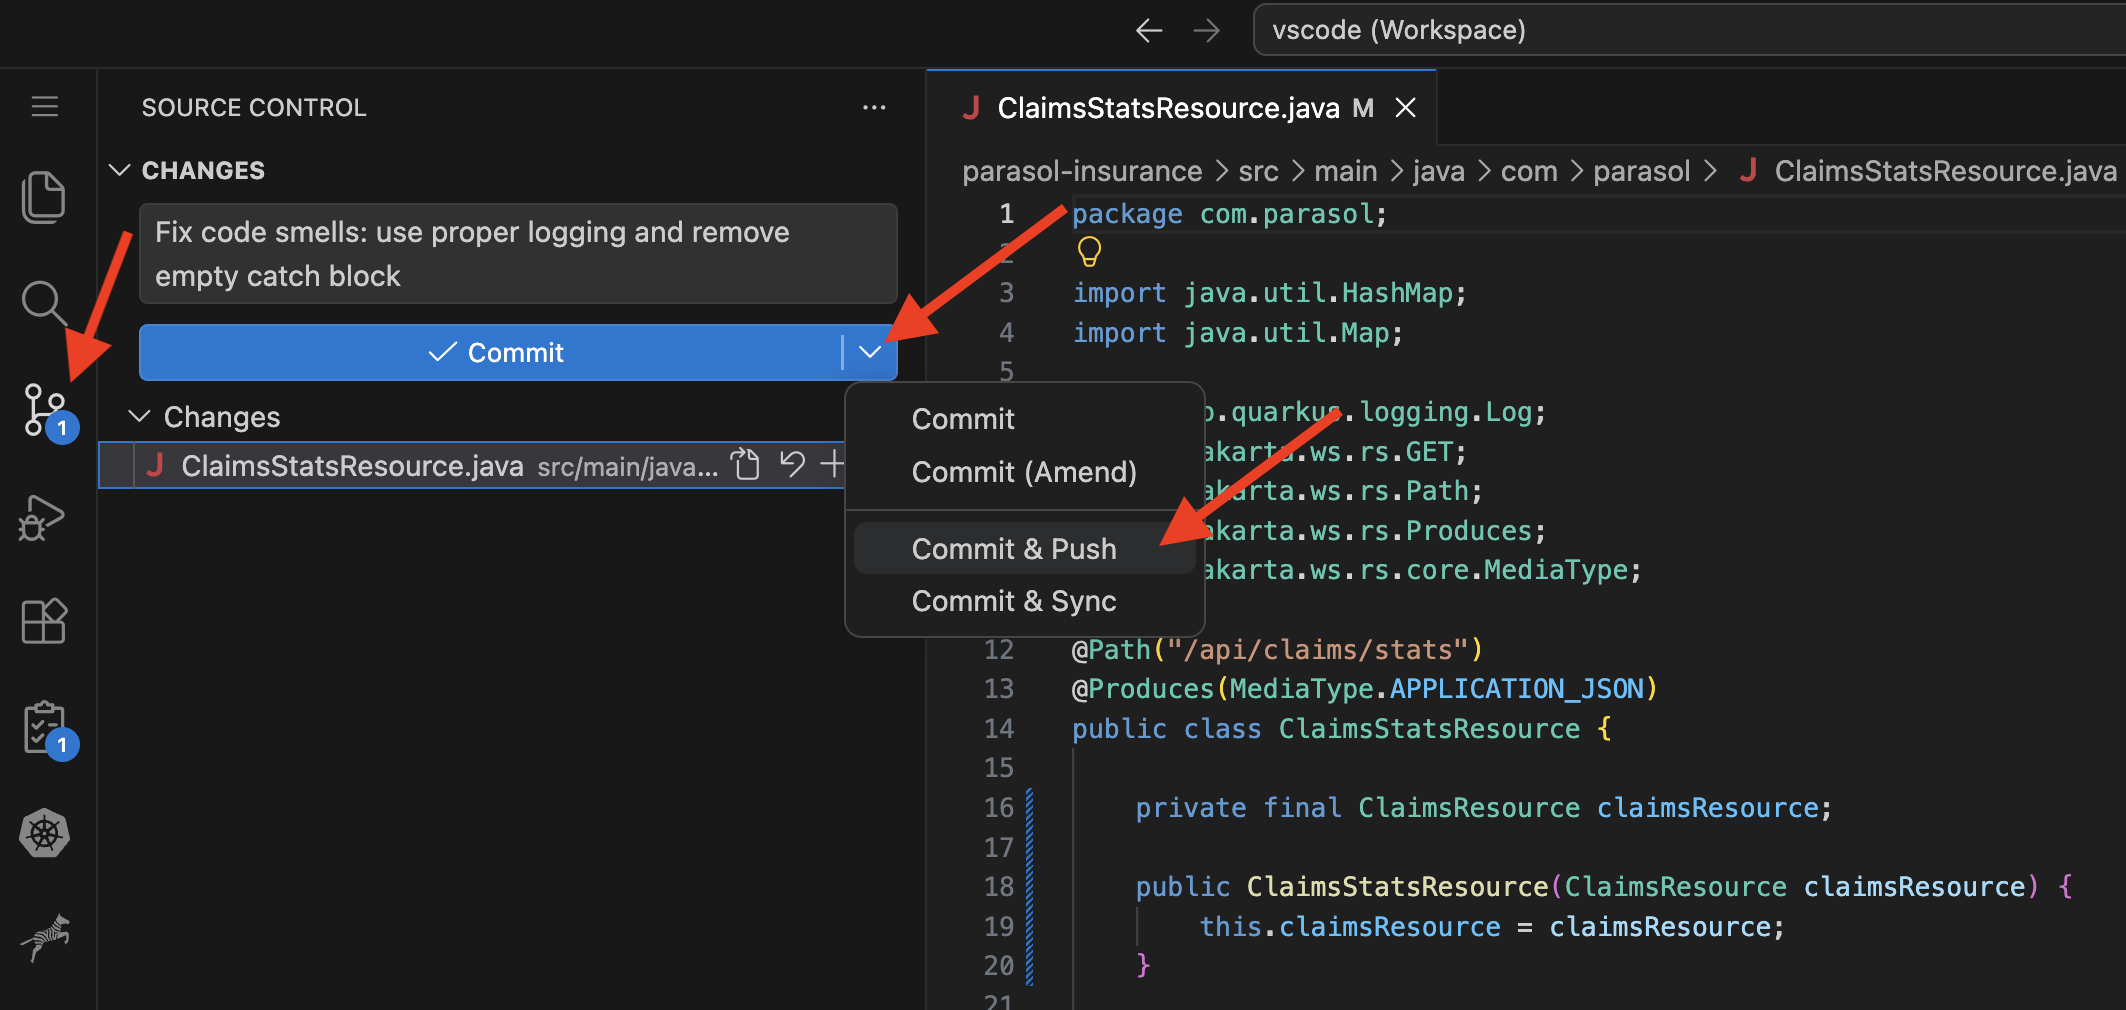 vscode (Workspace)
SOURCE CONTROL
CHANGES
Fix code smells: use proper logging and remove
empty catch block
Commit
Changes
ClaimsStatsResource.java src/main/java...
1
1
Commit
Commit (Amend)
Commit & Push
Commit & Sync
ClaimsStatsResource.java M
parasol-insurance > src > main > java > com > parasol > ClaimsStatsResource.java
1 package com.parasol;
2
3 import java.util.HashMap;
4 import java.util.Map;
5
.quarkus.logging.Log;
akarta.ws.rs.GET;
akarta.ws.rs.Path;
akarta.ws.rs.Produces;
akarta.ws.rs.core.MediaType;
12 @Path("/api/claims/stats")
13 @Produces(MediaType.APPLICATION_JSON)
14 public class ClaimsStatsResource {
15
16 private final ClaimsResource claimsResource;
17
18 public ClaimsStatsResource(ClaimsResource claimsResource) {
19 this.claimsResource = claimsResource;
20 }
21